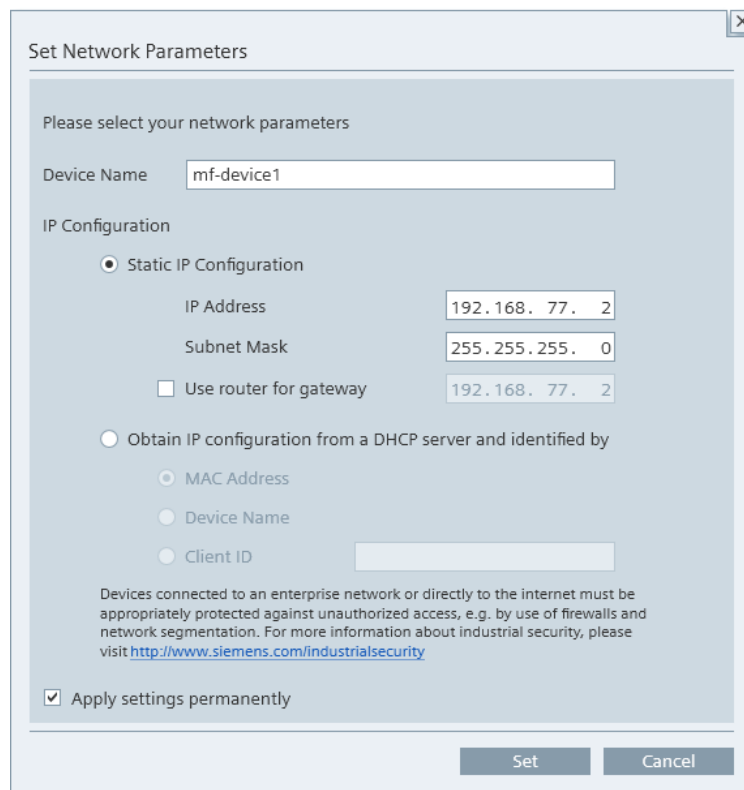 Set Network Parameters
Please select your network parameters
Device Name mf-device1
IP Configuration
Static IP Configuration
IP Address 192.168. 77. 2
Subnet Mask 255.255.255. 0
Use router for gateway 192.168. 77. 2
Obtain IP configuration from a DHCP server and identified by
MAC Address
Device Name
Client ID
Devices connected to an enterprise network or directly to the internet must be
appropriately protected against unauthorized access, e.g. by use of firewalls and
network segmentation. For more information about industrial security, please
visit http://www.siemens.com/industrialsecurity
Apply settings permanently
Set Cancel